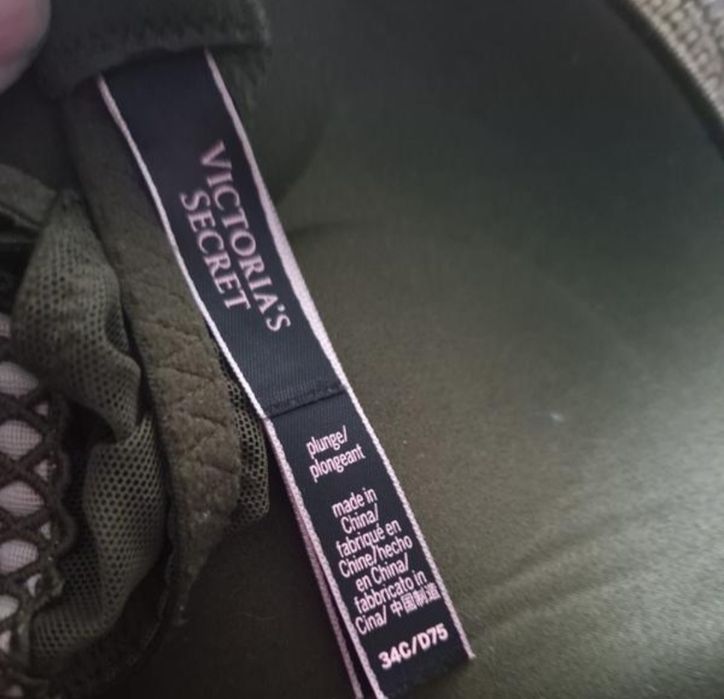 VICTORIA'S
SECRET
plunge/
plongeant
made in
China/
fabriqué en
Chine/hecho
en China/
fabbricato in
Cina/ 中国制造
34C/D75